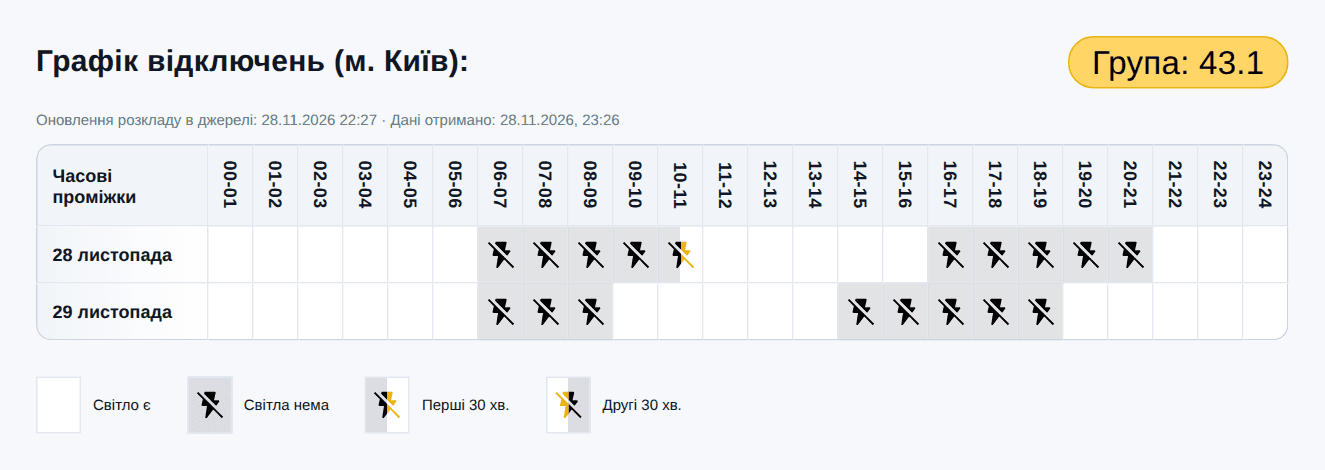 Графік відключень (м. Київ):
Група: 43.1
Оновлення розкладу в джерелі: 28.11.2026 22:27 · Дані отримано: 28.11.2026, 23:26
Часові
проміжки
00-01
01-02
02-03
03-04
04-05
05-06
06-07
07-08
08-09
09-10
10-11
11-12
12-13
13-14
14-15
15-16
16-17
17-18
18-19
19-20
20-21
21-22
22-23
23-24
28 листопада
29 листопада
Світло є
Світла нема
Перші 30 хв.
Другі 30 хв.